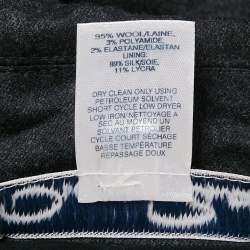 95% WOOL/LAINE,
3% POLYAMIDE,
2% ELASTANE/ELASTAN
LINING:
89% SILK/SOIE,
11% LYCRA
DRY CLEAN ONLY USING
PETROLEUM SOLVENT
SHORT CYCLE LOW DRYER
LOW IRON/NETTOYAGE A
SEC AU MOYEN D'UN
SOLVANT PETROLIER
CYCLE COURT SÉCHAGE
BASSE TEMPÉRATURE
REPASSAGE DOUX